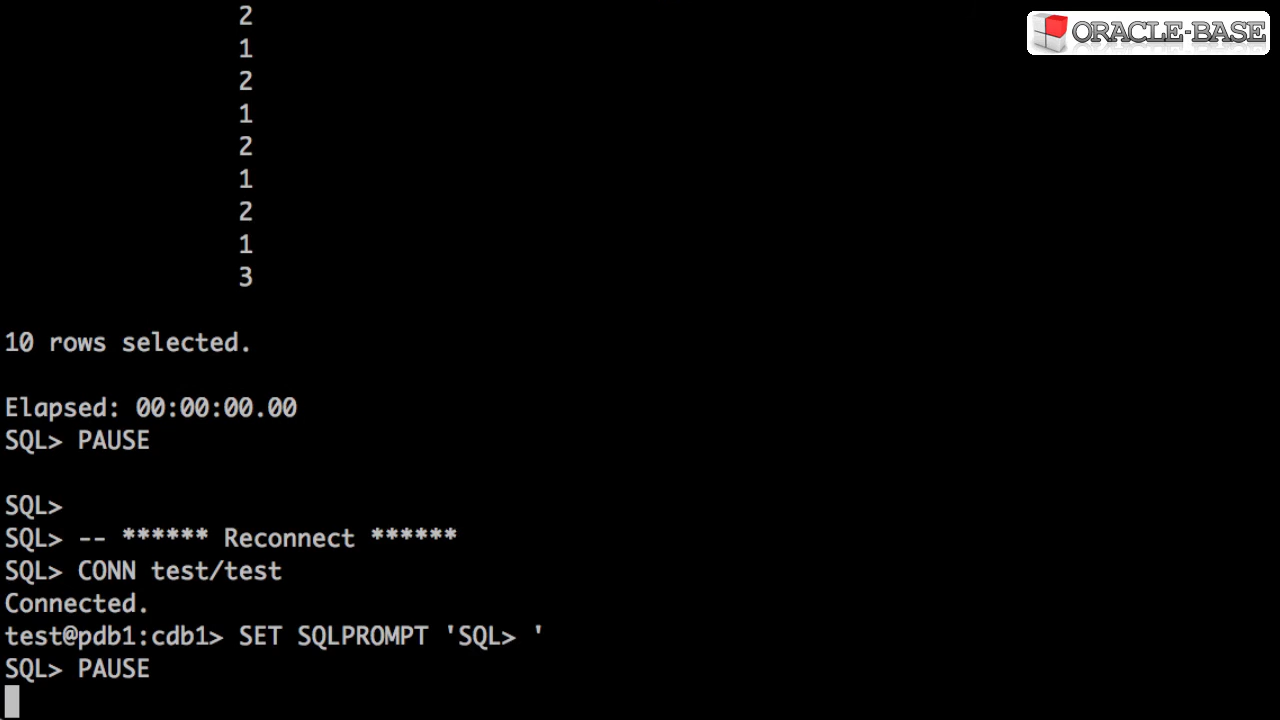 2
ORACLE-BASE
1
2
1
2
1
2
1
3
10 rows selected.
Elapsed: 00:00:00.00
SQL> PAUSE
SQL>
SQL> -- ****** Reconnect ******
SQL> CONN test/test
Connected.
test@pdb1:cdb1> SET SQLPROMPT 'SQL> '
SQL> PAUSE